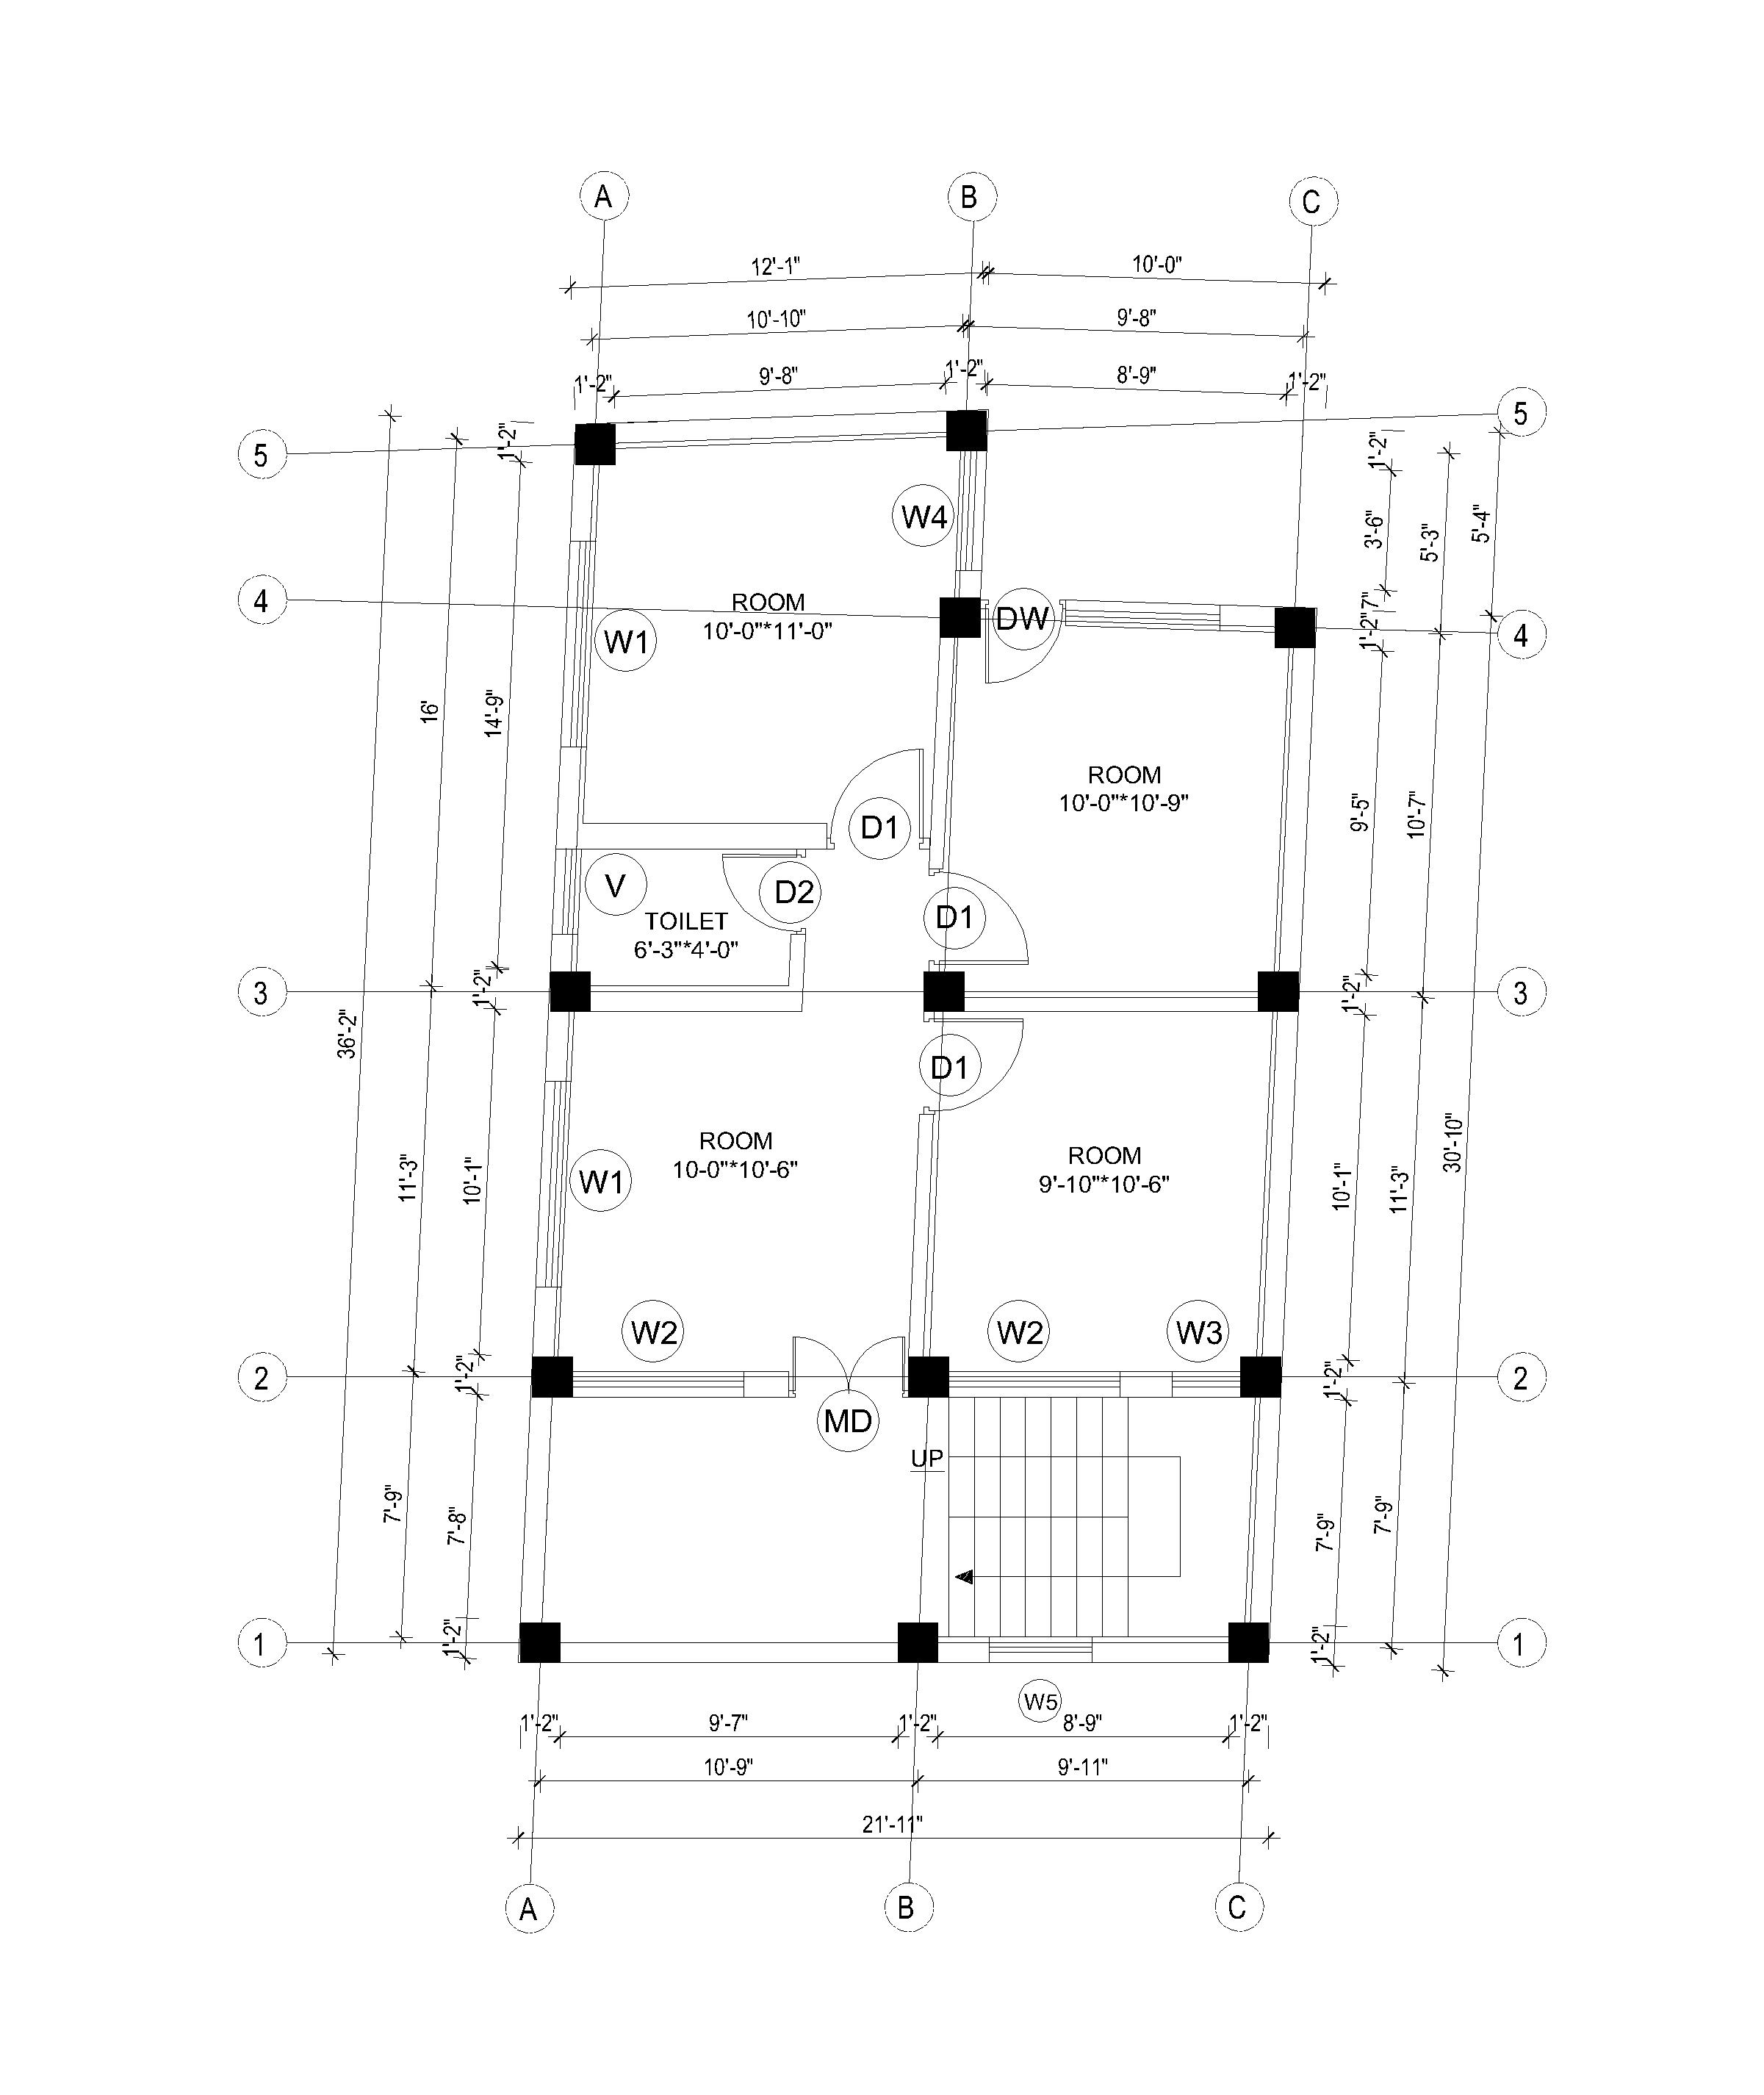 A
B
C
12'-1"
10'-0"
10'-10"
9'-8"
1'-2"
9'-8"
1'-2"
8'-9"
1'-2"
5
5
1'-2"
1'-2"
W4
3'-6"
5'-3"
5'-4"
4
ROOM
10'-0"*11'-0"
W1
DW
7"
1'-2"
4
16'
14'-9"
ROOM
10'-0"*10'-9"
9'-5"
10'-7"
D1
V
D2
D1
TOILET
6'-3"*4'-0"
3
1'-2"
1'-2"
3
36'-2"
D1
ROOM
10-0"*10'-6"
ROOM
9'-10"*10'-6"
W1
11'-3"
10'-1"
10'-1"
11'-3"
30'-10"
W2
W2
W3
2
1'-2"
1'-2"
2
MD
UP
7'-9"
7'-8"
7'-9"
7'-9"
1
1'-2"
1'-2"
1
W5
1'-2"
9'-7"
1'-2"
8'-9"
1'-2"
10'-9"
9'-11"
21'-11"
A
B
C